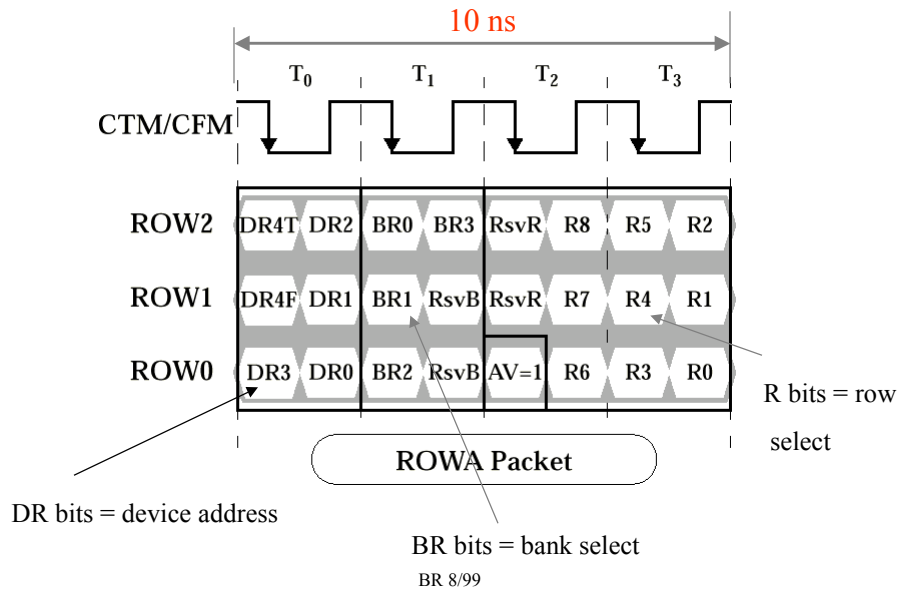 10 ns
T0 T1 T2 T3
CTM/CFM
ROW2 DR4T DR2 BR0 BR3 RsvR R8 R5 R2
ROW1 DR4F DR1 BR1 RsvB RsvR R7 R4 R1
ROW0 DR3 DR0 BR2 RsvB AV=1 R6 R3 R0
R bits = row
select
ROWA Packet
DR bits = device address
BR bits = bank select
BR 8/99